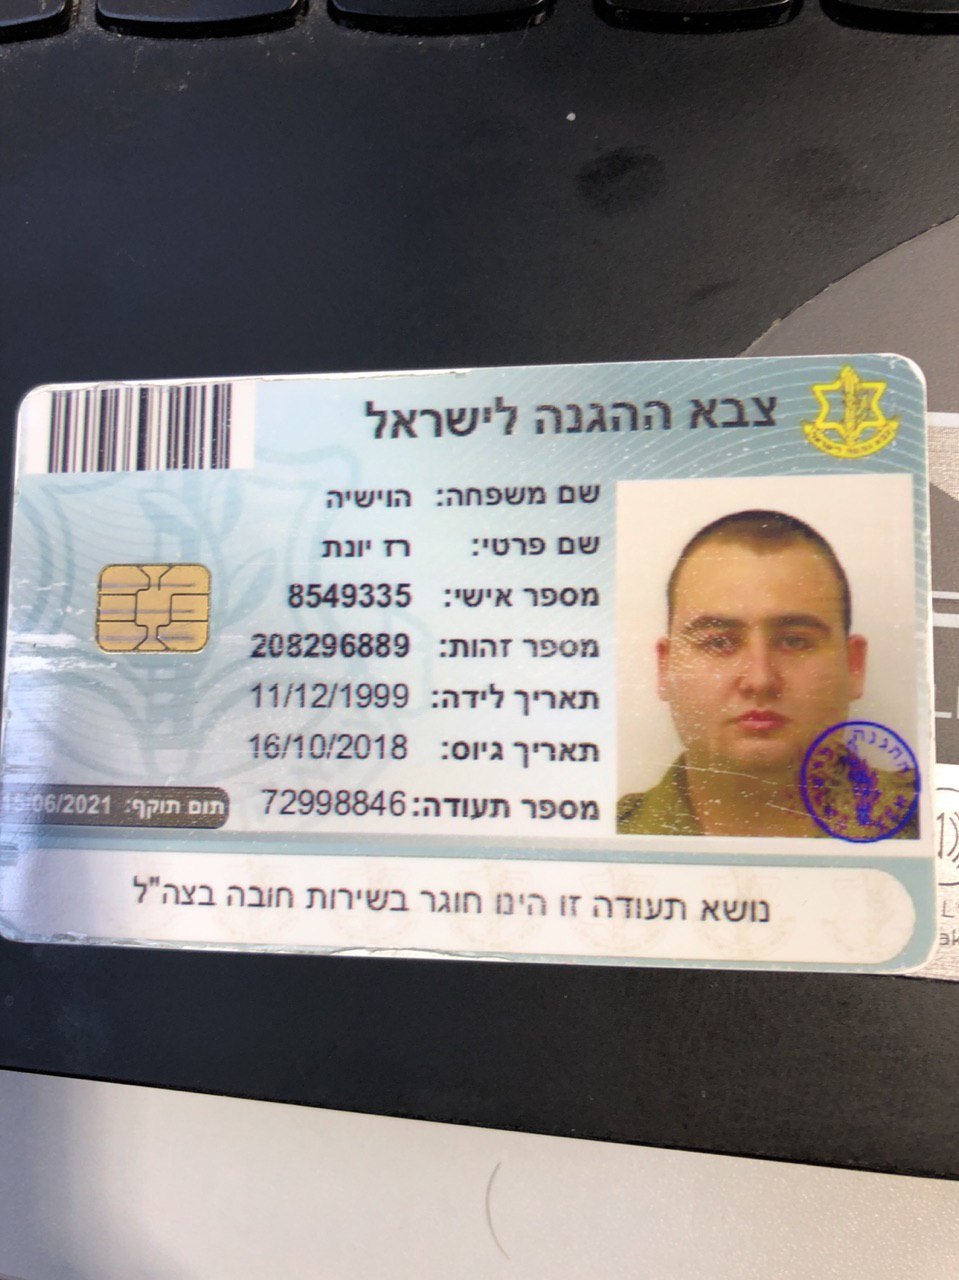 צבא ההגנה לישראל
שם משפחה: הוישיה
שם פרטי: רז יונת
מספר אישי: 8549335
מספר זהות: 208296889
תאריך לידה: 11/12/1999
תאריך גיוס: 16/10/2018
מספר תעודה: 72998846
תום תוקף: 15/06/2021
נושא תעודה זו הינו חוגר בשירות חובה בצה"ל